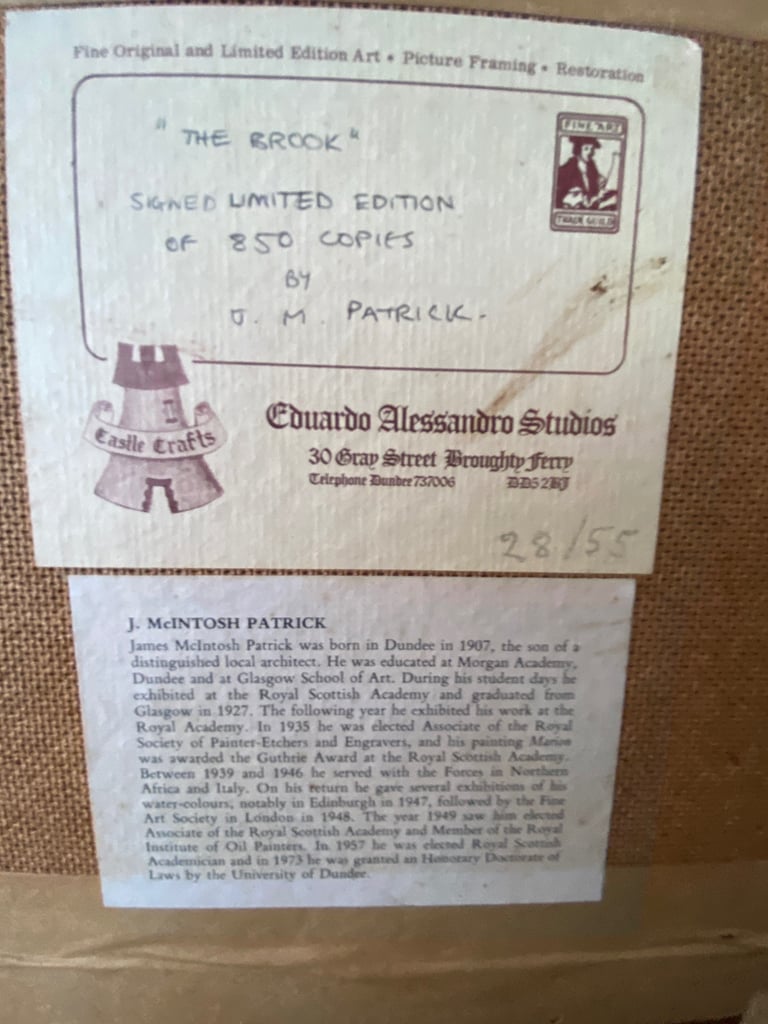 Fine Original and Limited Edition Art • Picture Framing • Restoration
FINE ART
TRADE GUILD
"THE BROOK"
SIGNED LIMITED EDITION
OF 850 COPIES
BY
J. M. PATRICK.
Castle Crafts
Eduardo Alessandro Studios
30 Gray Street Broughty Ferry
Telephone Dundee 737006 DD5 2BJ
28/55
J. McINTOSH PATRICK
James McIntosh Patrick was born in Dundee in 1907, the son of a
distinguished local architect. He was educated at Morgan Academy,
Dundee and at Glasgow School of Art. During his student days he
exhibited at the Royal Scottish Academy and graduated from
Glasgow in 1927. The following year he exhibited his work at the
Royal Academy. In 1935 he was elected Associate of the Royal
Society of Painter-Etchers and Engravers, and his painting Marion
was awarded the Guthrie Award at the Royal Scottish Academy.
Between 1939 and 1946 he served with the Forces in Northern
Africa and Italy. On his return he gave several exhibitions of his
water-colours, notably in Edinburgh in 1947, followed by the Fine
Art Society in London in 1948. The year 1949 saw him elected
Associate of the Royal Scottish Academy and Member of the Royal
Institute of Oil Painters. In 1957 he was elected Royal Scottish
Academician and in 1973 he was granted an Honorary Doctorate of
Laws by the University of Dundee.